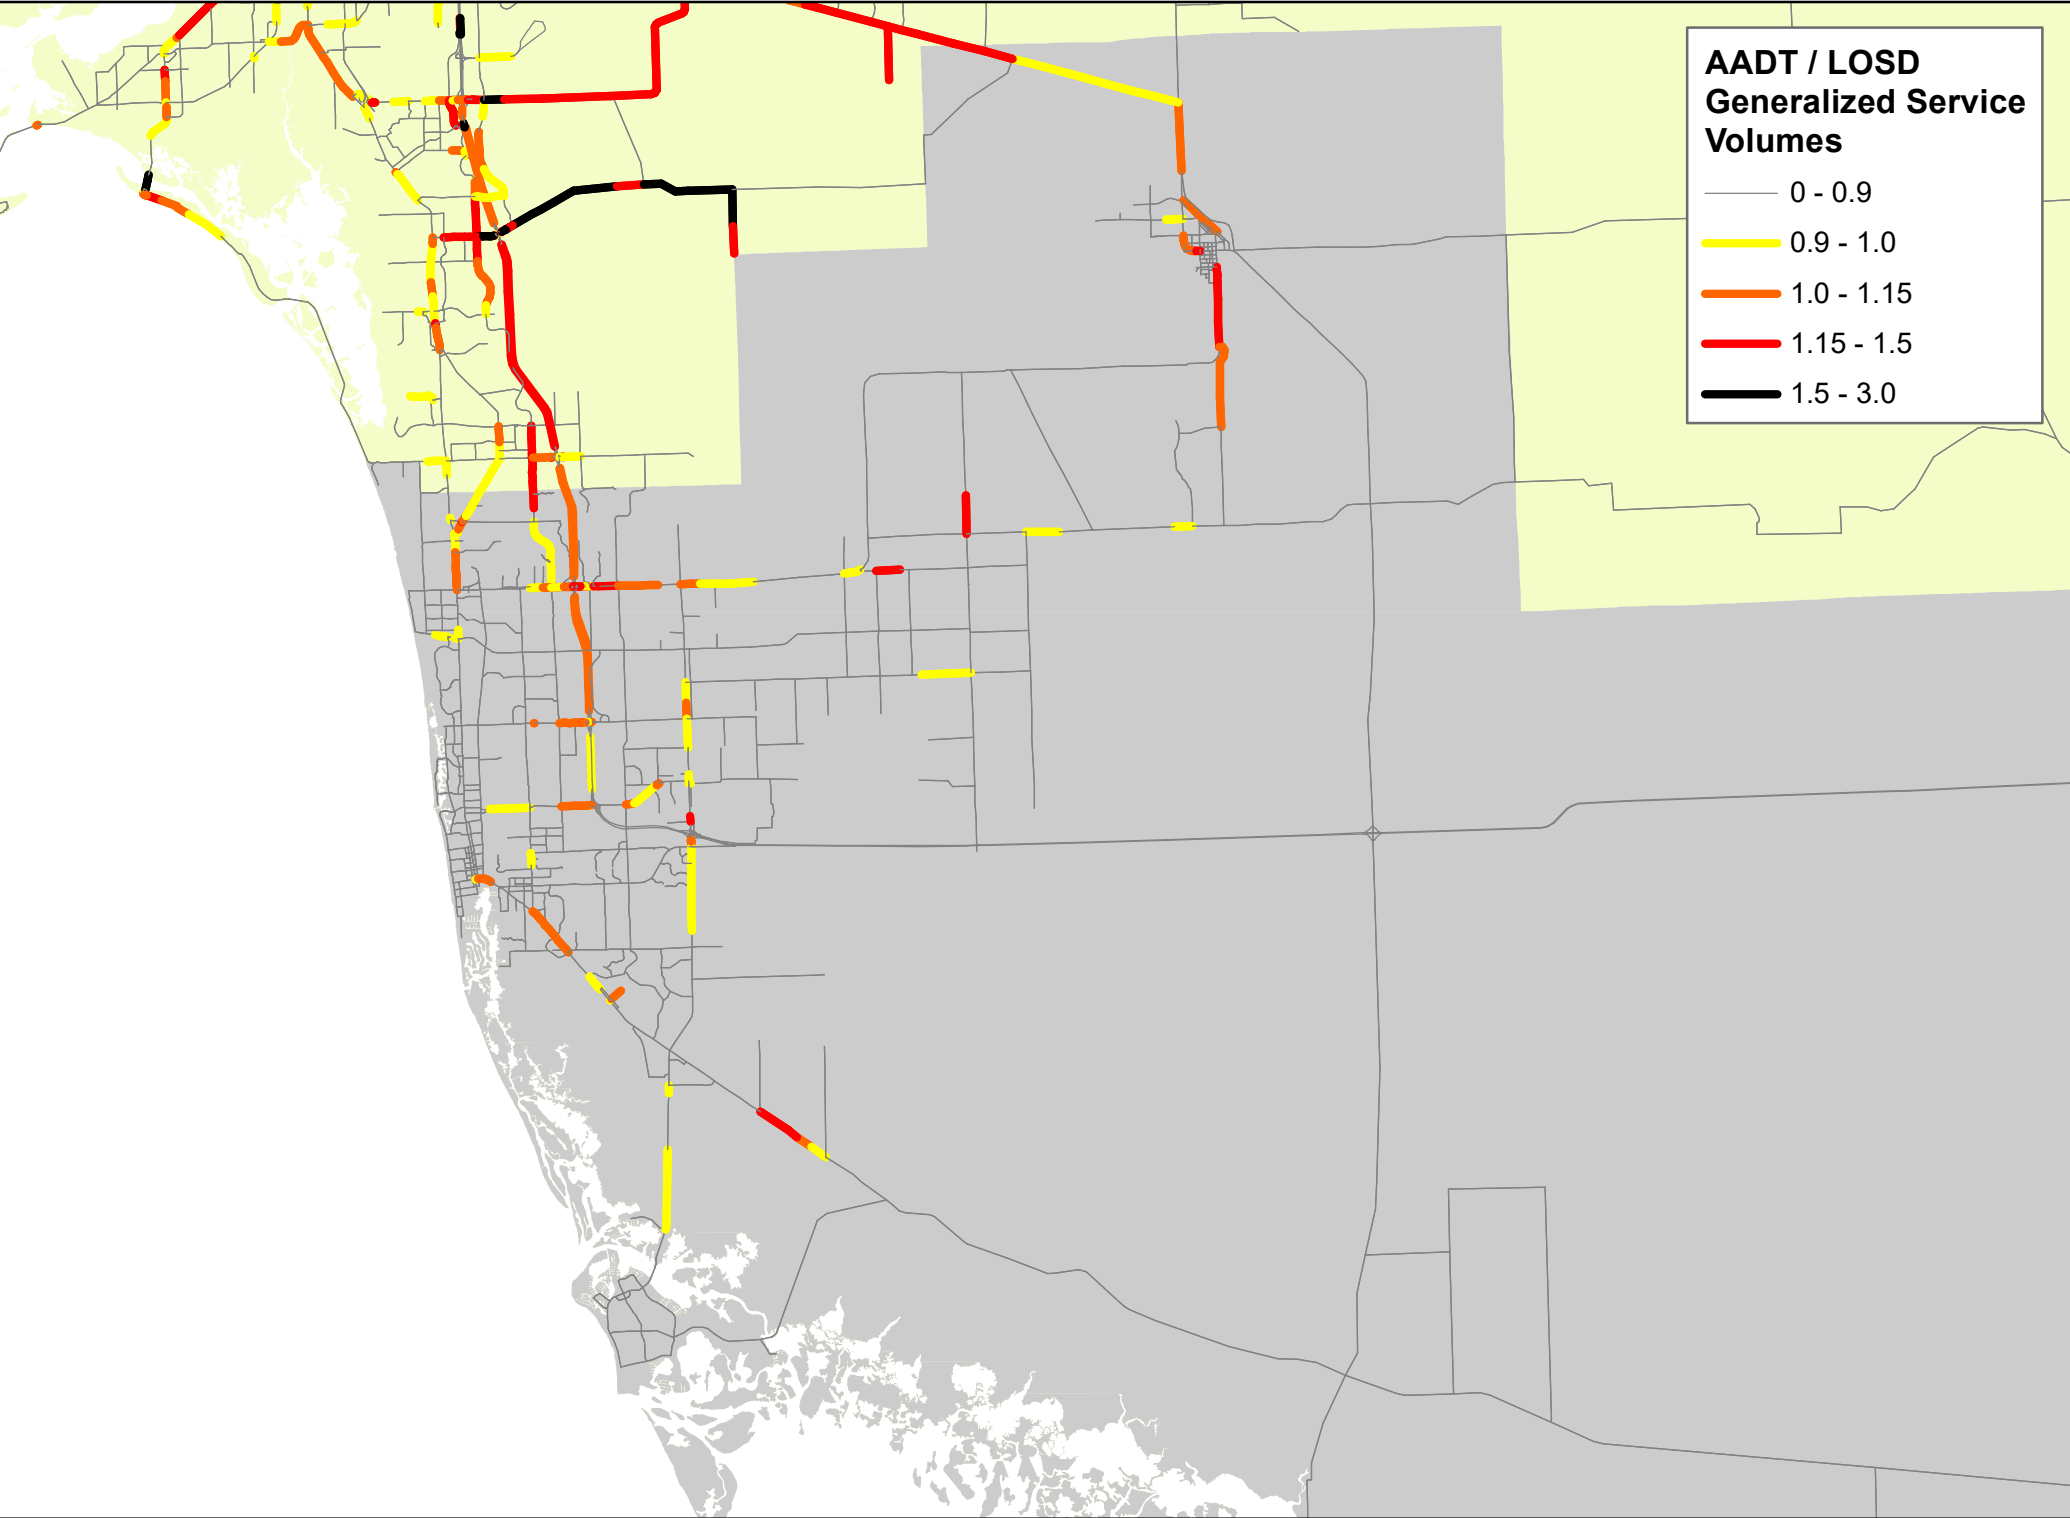 AADT / LOSD
Generalized Service
Volumes
0 - 0.9
0.9 - 1.0
1.0 - 1.15
1.15 - 1.5
1.5 - 3.0